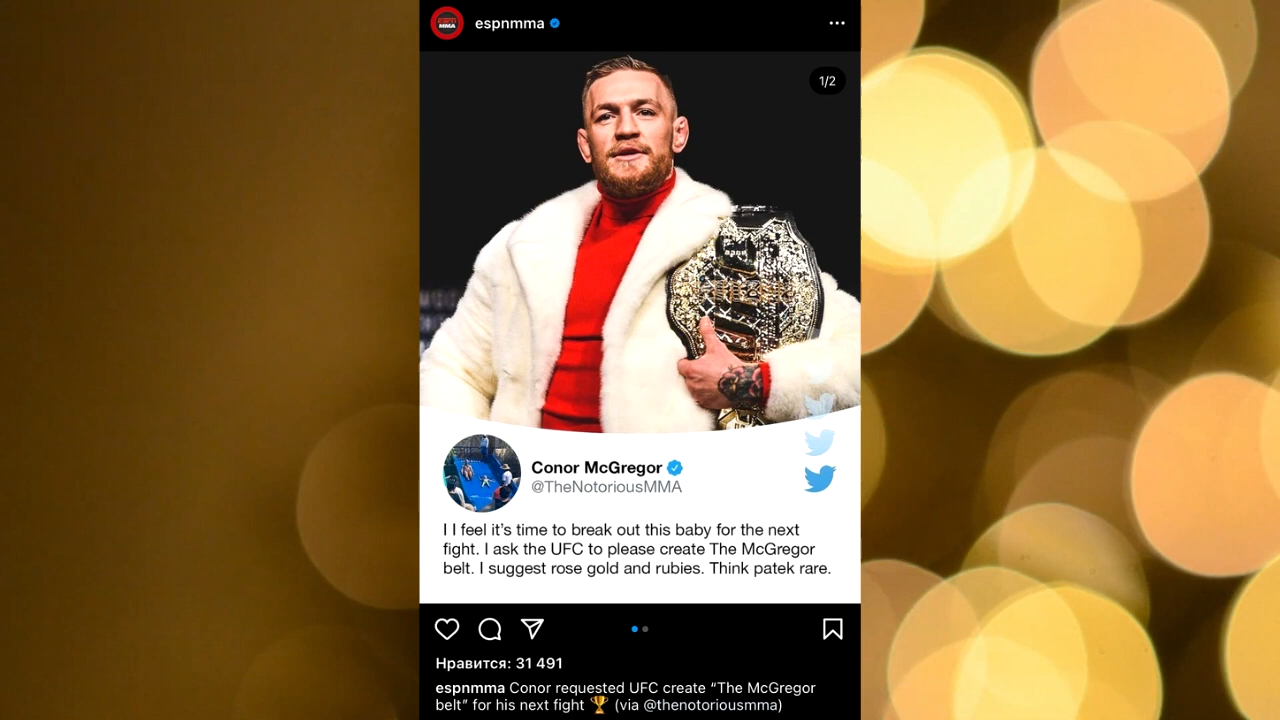 espnmma
1/2
Conor McGregor
@TheNotoriousMMA
I I feel it’s time to break out this baby for the next
fight. I ask the UFC to please create The McGregor
belt. I suggest rose gold and rubies. Think patek rare.
Нравится: 31 491
espnmma Conor requested UFC create “The McGregor
belt” for his next fight 🏆 (via @thenotoriousmma)